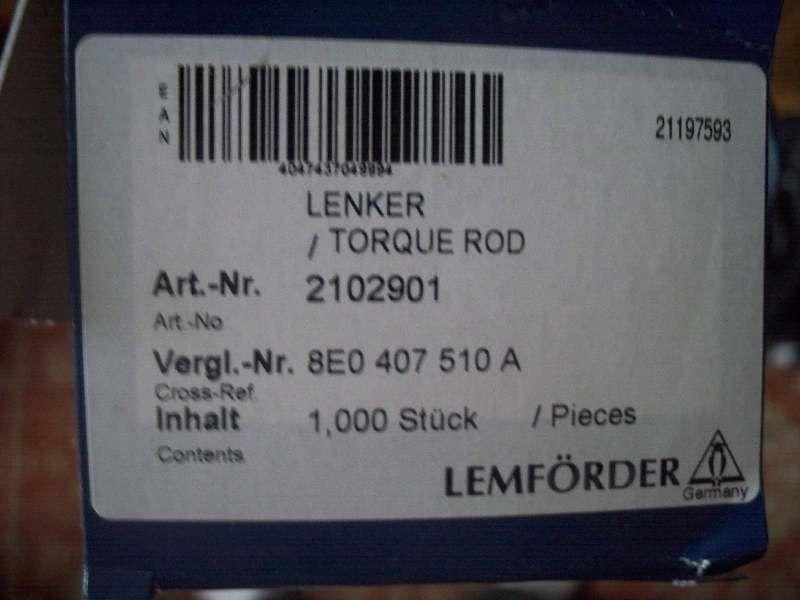 EAN
21197593
4047437049994
LENKER
/ TORQUE ROD
Art.-Nr. 2102901
Art.-No
Vergl.-Nr. 8E0 407 510 A
Cross-Ref.
Inhalt 1,000 Stück / Pieces
Contents
LEMFÖRDER
Germany